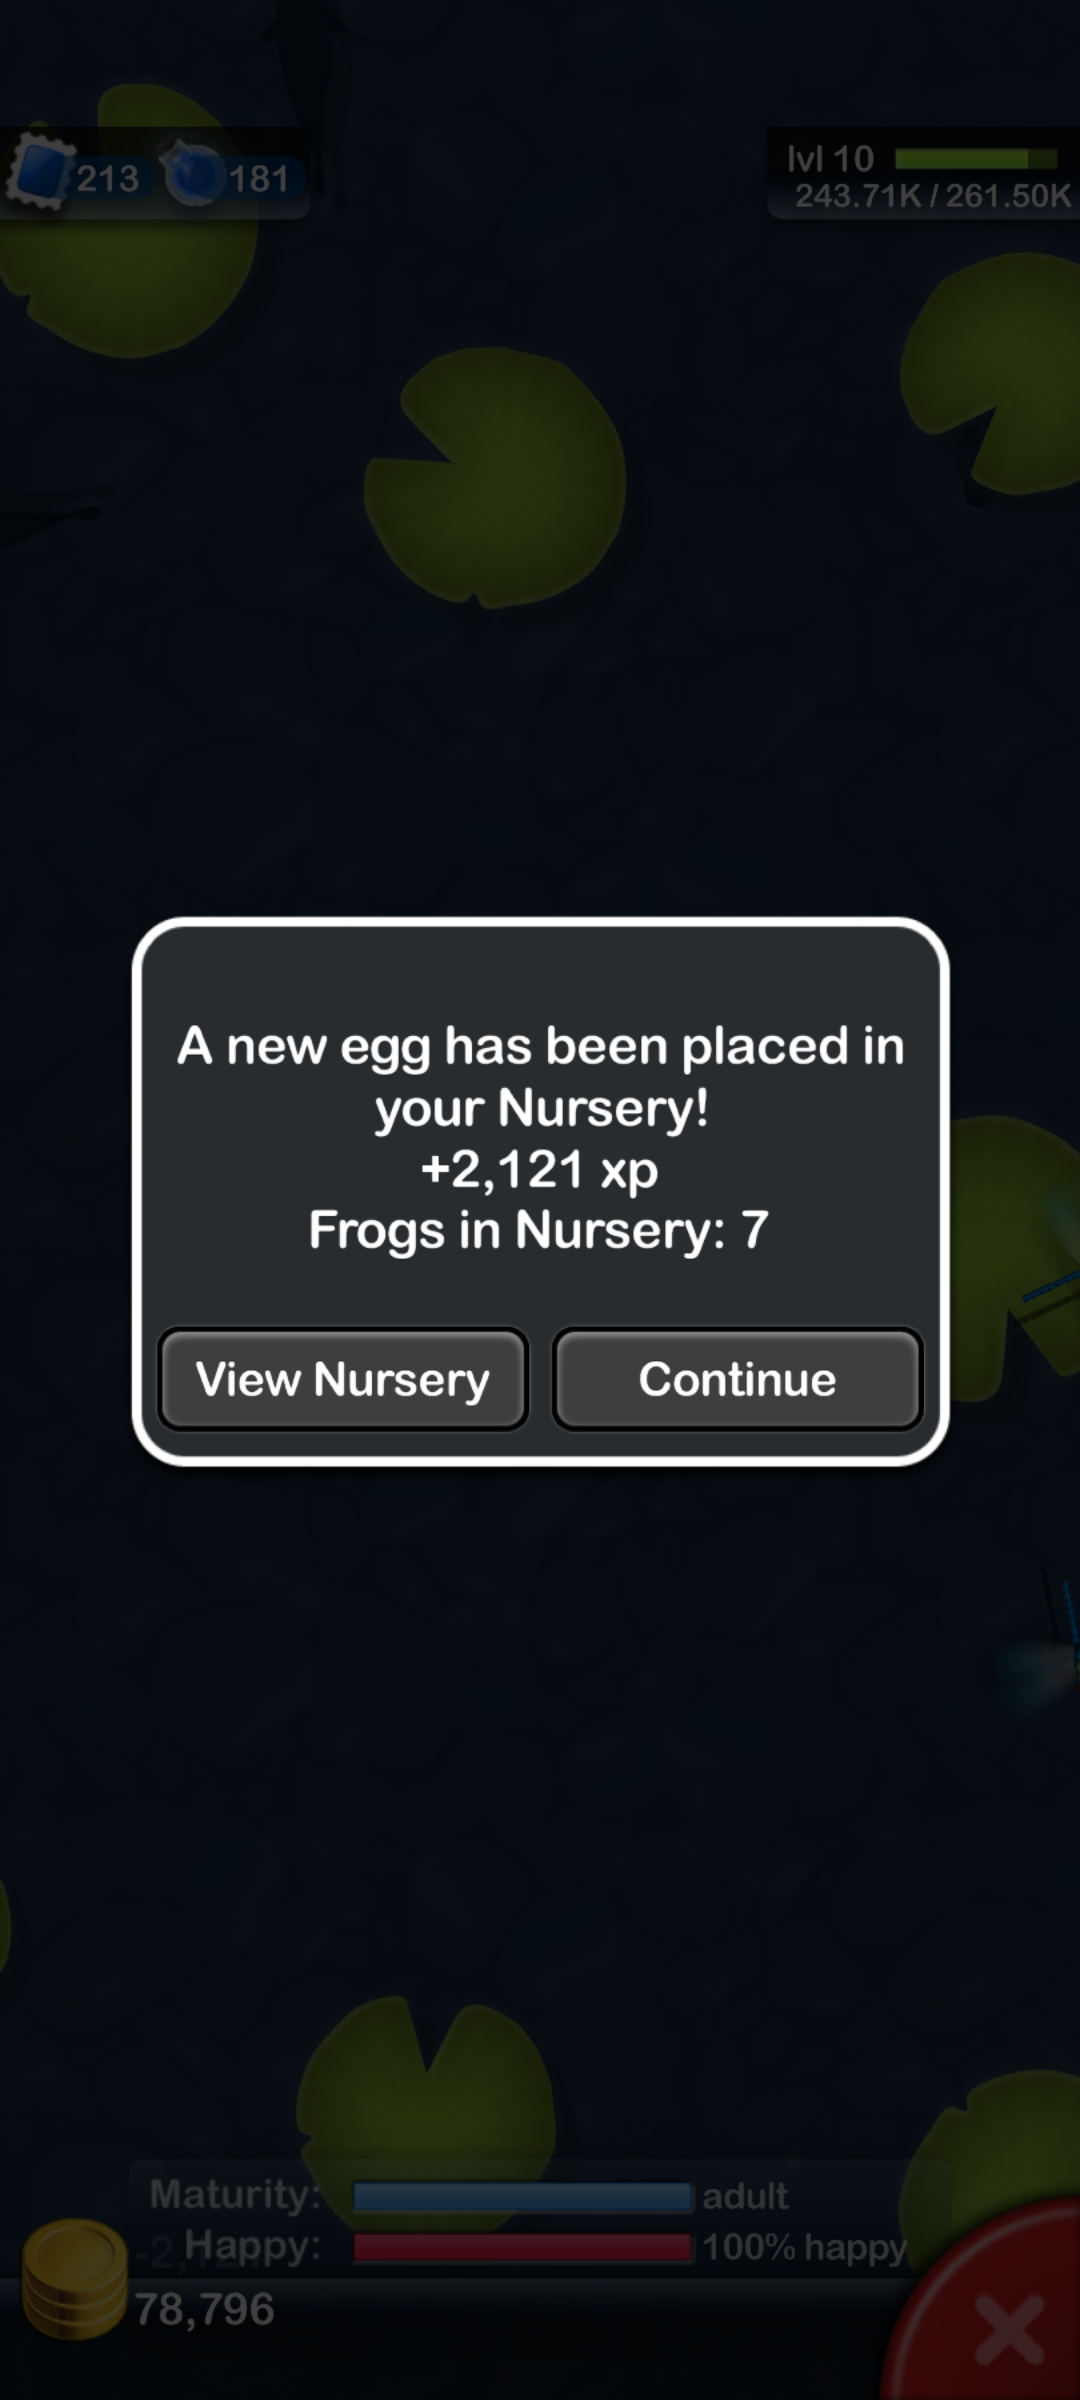 213 181
lvl 10
243.71K / 261.50K
A new egg has been placed in
your Nursery!
+2,121 xp
Frogs in Nursery: 7
View Nursery Continue
Maturity: adult
Happy: 100% happy
78,796